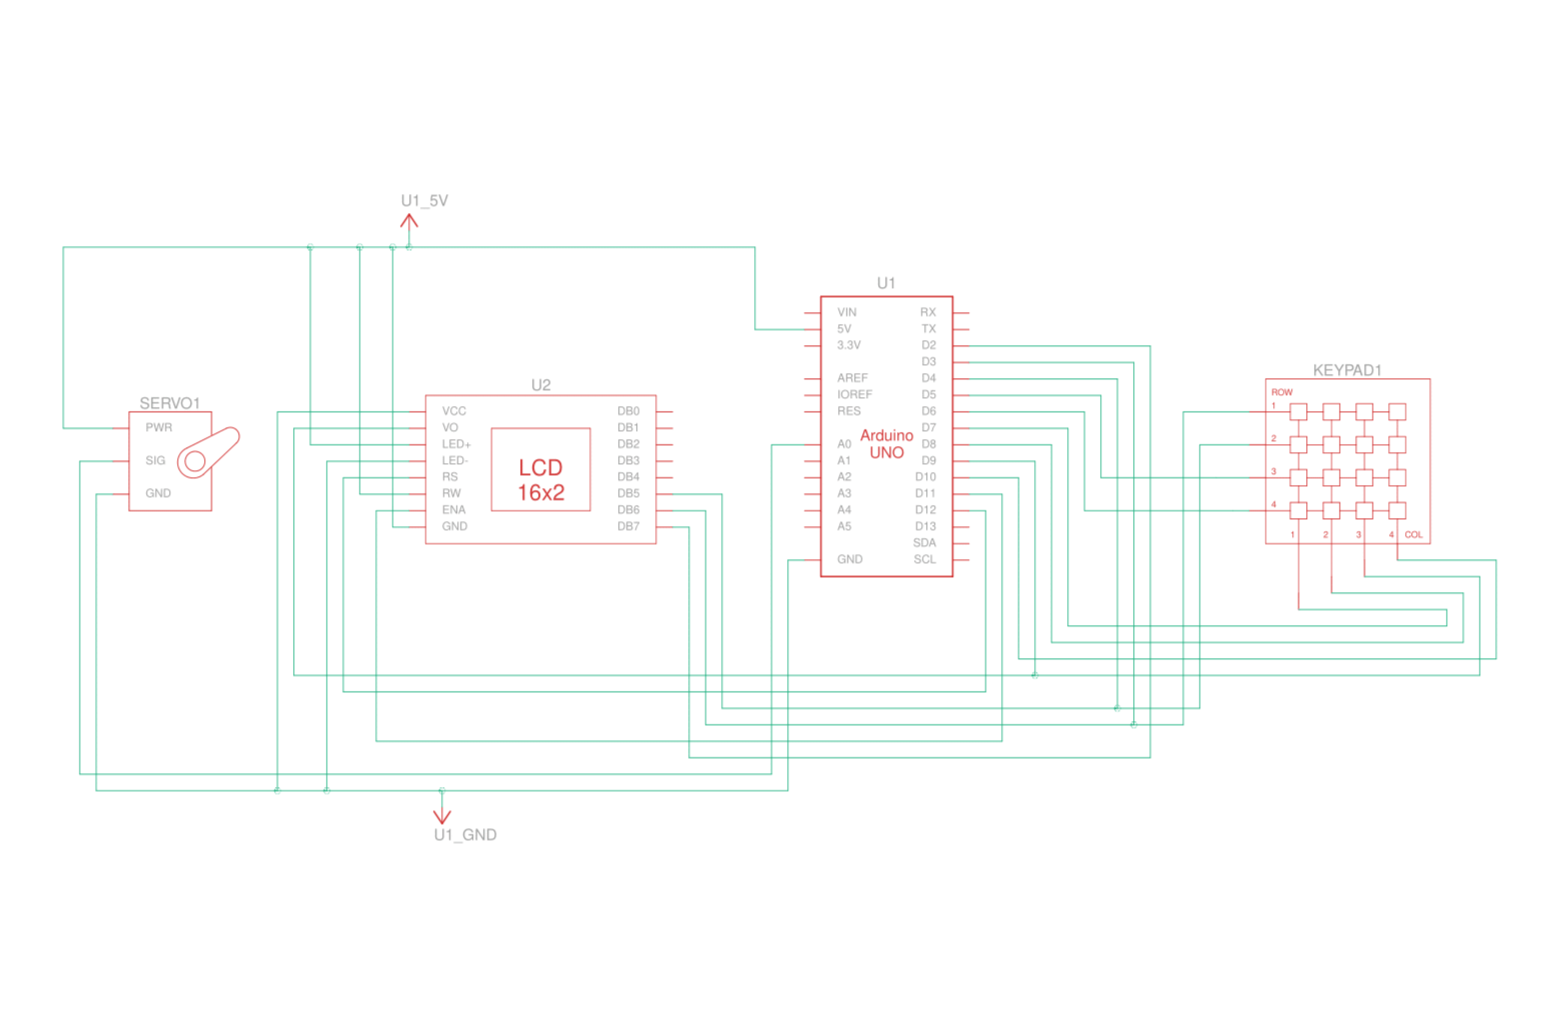 U1_5V
U1
VIN
5V
3.3V
AREF
IOREF
RES
A0
A1
A2
A3
A4
A5
GND
Arduino
UNO
RX
TX
D2
D3
D4
D5
D6
D7
D8
D9
D10
D11
D12
D13
SDA
SCL
SERVO1
PWR
SIG
GND
U2
VCC
VO
LED+
LED-
RS
RW
ENA
GND
LCD
16x2
DB0
DB1
DB2
DB3
DB4
DB5
DB6
DB7
KEYPAD1
ROW
1
2
3
4
1 2 3 4 COL
U1_GND